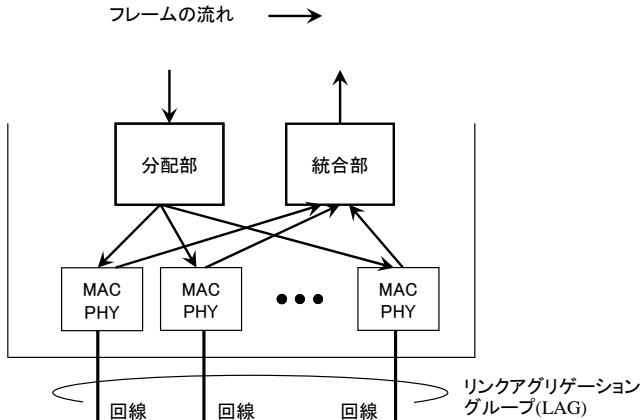 フレームの流れ
分配部
統合部
MAC
PHY
MAC
PHY
MAC
PHY
回線
回線
回線
リンクアグリゲーション
グループ(LAG)